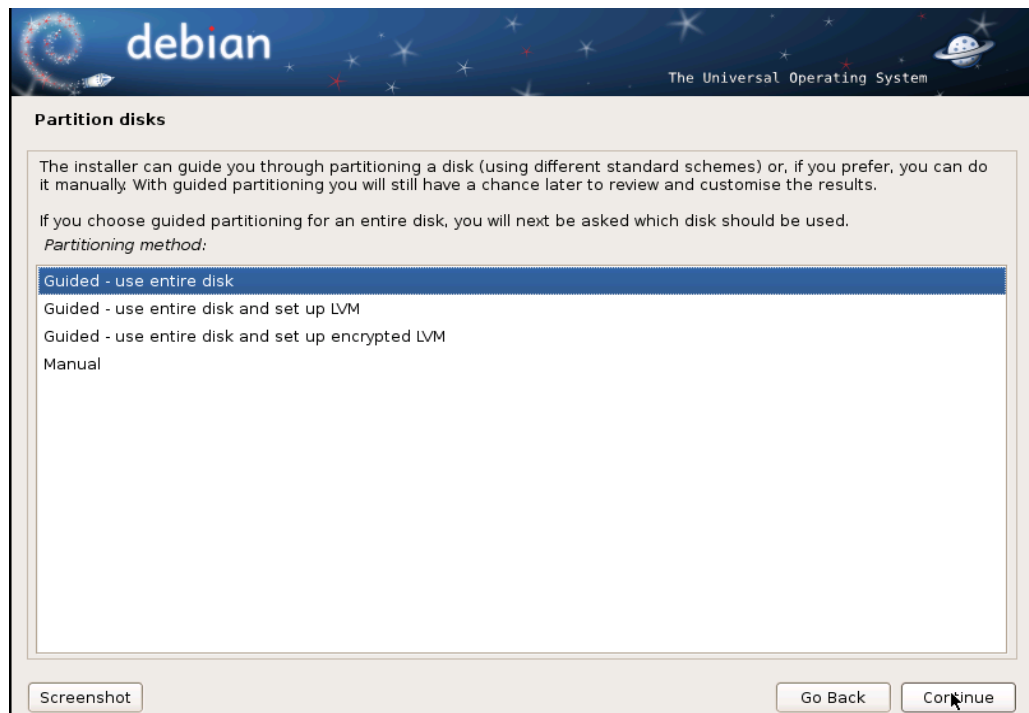 debian
The Universal Operating System
Partition disks
The installer can guide you through partitioning a disk (using different standard schemes) or, if you prefer, you can do
it manually. With guided partitioning you will still have a chance later to review and customise the results.
If you choose guided partitioning for an entire disk, you will next be asked which disk should be used.
Partitioning method:
Guided - use entire disk
Guided - use entire disk and set up LVM
Guided - use entire disk and set up encrypted LVM
Manual
Screenshot
Go Back
Continue